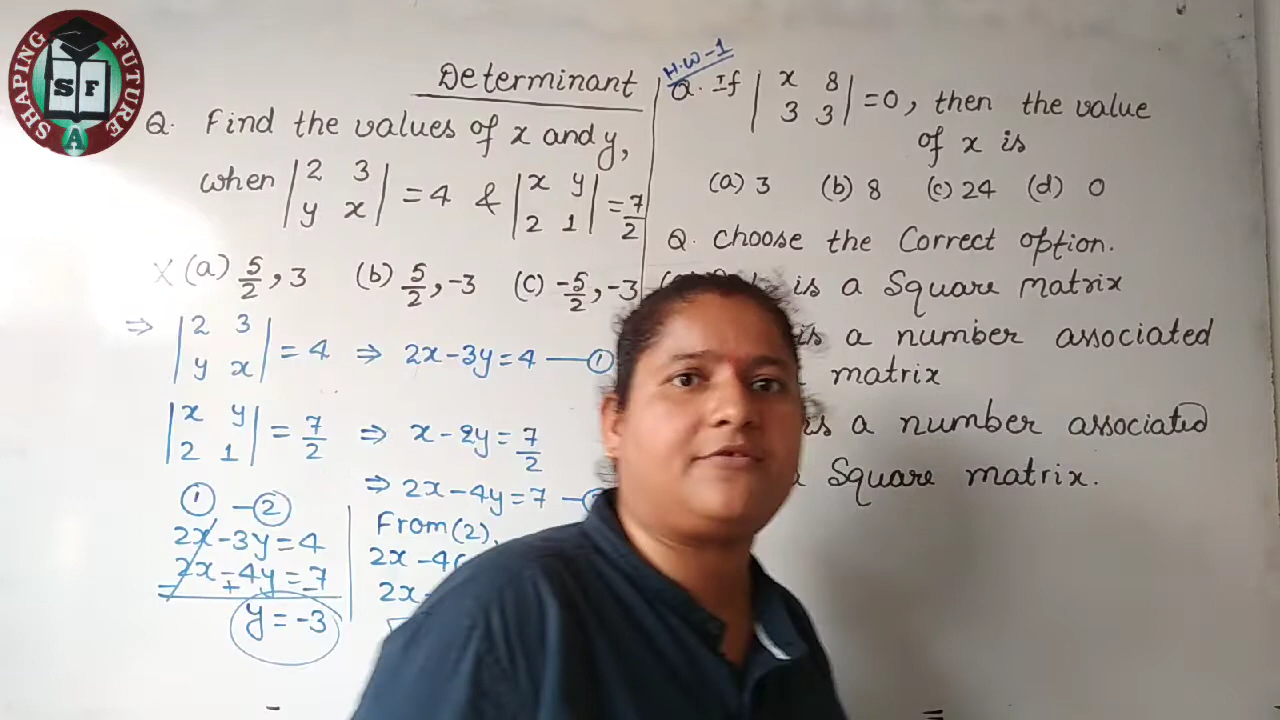 SHAPING FUTURE
S F
A
Determinant
Q. Find the values of x and y,
when |2 3; y x| = 4 & |x y; 2 1| = 7/2
X (a) 5/2, 3 (b) 5/2, -3 (c) -5/2, -3
⇒ |2 3; y x| = 4 ⇒ 2x-3y=4 —①
|x y; 2 1| = 7/2 ⇒ x-2y=7/2
⇒ 2x-4y=7 —
① -②
2x-3y=4
2x-4y=7
= + -
y=-3
From (2),
2x-4(
2x-
H.W-1
Q. If |x 8; 3 3| =0, then the value
of x is
(a) 3 (b) 8 (c) 24 (d) 0
Q. Choose the Correct option.
is a Square matrix
is a number associated
matrix
is a number associated
a Square matrix.